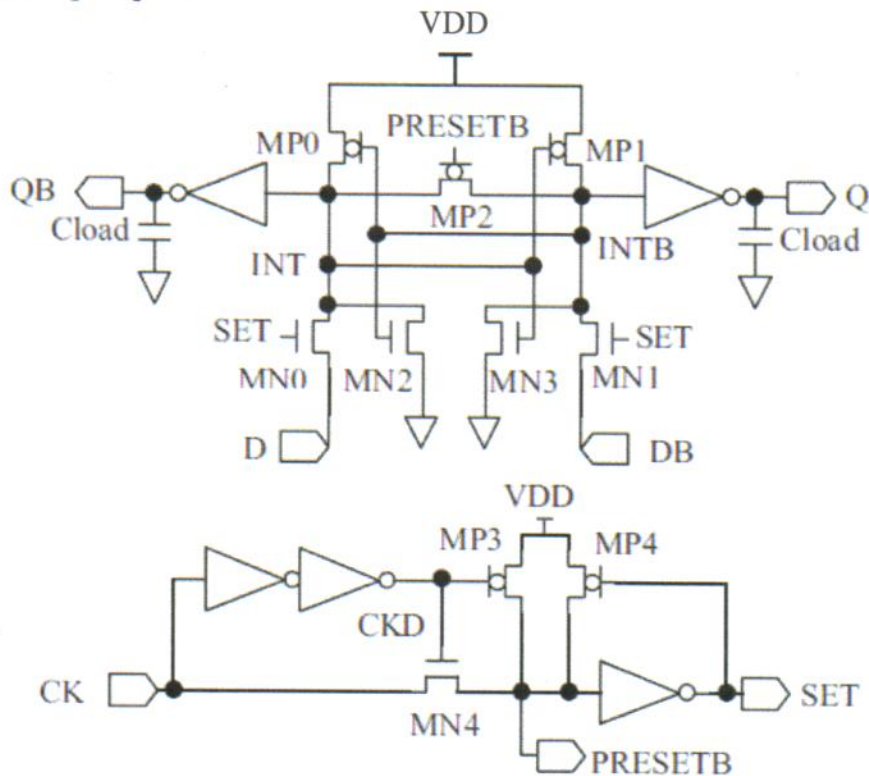 VDD
MP0
PRESETB
MP1
QB
Q
MP2
Cload
Cload
INT
INTB
SET
SET
MN0
MN2
MN3
MN1
D
DB
VDD
MP3
MP4
CKD
CK
SET
MN4
PRESETB